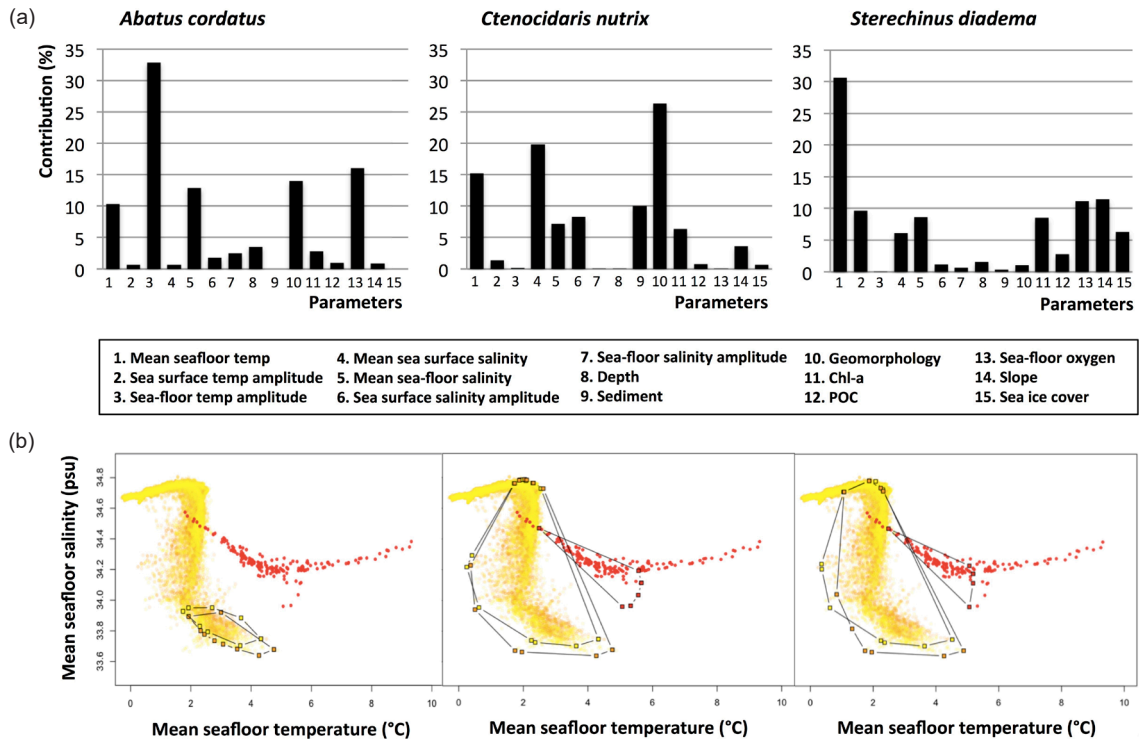 (a)
Abatus cordatus
Ctenocidaris nutrix
Sterechinus diadema
Contribution (%)
35
30
25
20
15
10
5
0
1 2 3 4 5 6 7 8 9 10 11 12 13 14 15
Parameters
35
30
25
20
15
10
5
0
1 2 3 4 5 6 7 8 9 10 11 12 13 14 15
Parameters
35
30
25
20
15
10
5
0
1 2 3 4 5 6 7 8 9 10 11 12 13 14 15
Parameters
1. Mean seafloor temp
2. Sea surface temp amplitude
3. Sea-floor temp amplitude
4. Mean sea surface salinity
5. Mean sea-floor salinity
6. Sea surface salinity amplitude
7. Sea-floor salinity amplitude
8. Depth
9. Sediment
10. Geomorphology
11. Chl-a
12. POC
13. Sea-floor oxygen
14. Slope
15. Sea ice cover
(b)
Mean seafloor salinity (psu)
34.8
34.6
34.4
34.2
34.0
33.8
33.6
0 2 4 6 8 10
Mean seafloor temperature (°C)
0 2 4 6 8 10
Mean seafloor temperature (°C)
0 2 4 6 8 10
Mean seafloor temperature (°C)